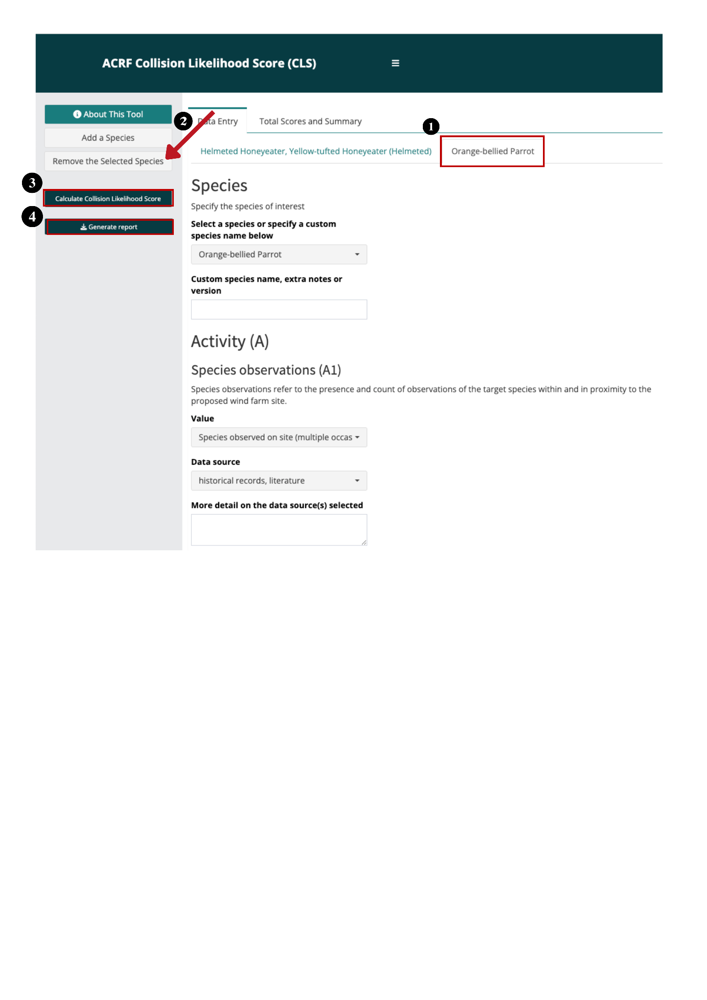 ACRF Collision Likelihood Score (CLS)
About This Tool
Add a Species
Remove the Selected Species
3
Calculate Collision Likelihood Score
4
Generate report
2
Data Entry
Total Scores and Summary
1
Helmeted Honeyeater, Yellow-tufted Honeyeater (Helmeted)
Orange-bellied Parrot
Species
Specify the species of interest
Select a species or specify a custom
species name below
Orange-bellied Parrot
Custom species name, extra notes or
version
Activity (A)
Species observations (A1)
Species observations refer to the presence and count of observations of the target species within and in proximity to the
proposed wind farm site.
Value
Species observed on site (multiple occas
Data source
historical records, literature
More detail on the data source(s) selected